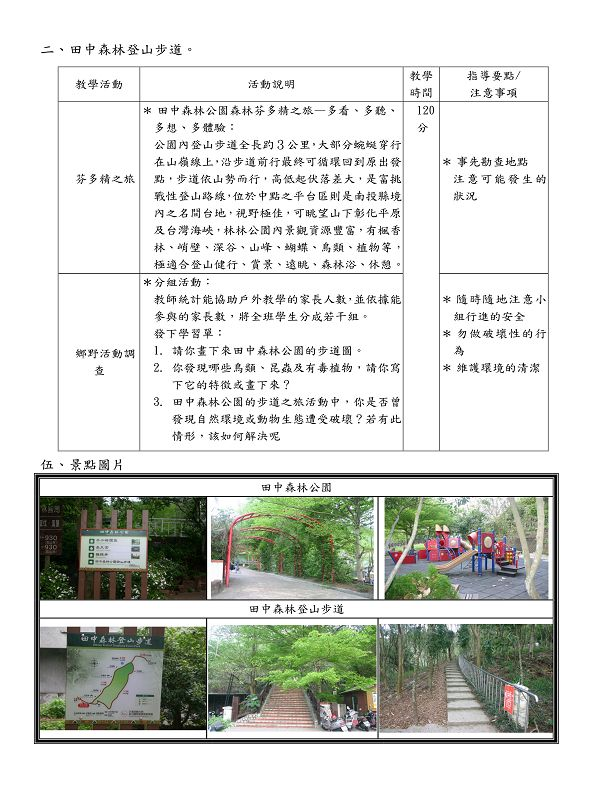 二、田中森林登山步道。
教學活動
活動說明
教學
時間
指導要點/
注意事項
芬多精之旅
＊ 田中森林公園森林芬多精之旅─多看、多聽、
多想、多體驗：
公園內登山步道全長約3公里,大部分蜿蜒穿行
在山嶺線上,沿步道前行最終可循環回到原出發
點，步道依山勢而行，高低起伏落差大，是富挑
戰性登山路線,位於中點之平台區則是南投縣境
內之名間台地，視野極佳，可眺望山下彰化平原
及台灣海峽，林林公園內景觀資源豐富，有楓香
林、峭壁、深谷、山峰、蝴蝶、鳥類、植物等，
極適合登山健行、賞景、遠眺、森林浴、休憩。
120
分
＊ 事先勘查地點
注意可能發生的
狀況
鄉野活動調
查
＊分組活動：
教師統計能協助戶外教學的家長人數,並依據能
參與的家長數，將全班學生分成若干組。
發下學習單：
1. 請你畫下來田中森林公園的步道圖。
2. 你發現哪些鳥類、昆蟲及有毒植物，請你寫
下它的特徵或畫下來？
3. 田中森林公園的步道之旅活動中，你是否曾
發現自然環境或動物生態遭受破壞？若有此
情形，該如何解決呢
＊ 隨時隨地注意小
組行進的安全
＊ 勿做破壞性的行
為
＊ 維護環境的清潔
伍、景點圖片
田中森林公園
田中森林登山步道
田中森林登山步道